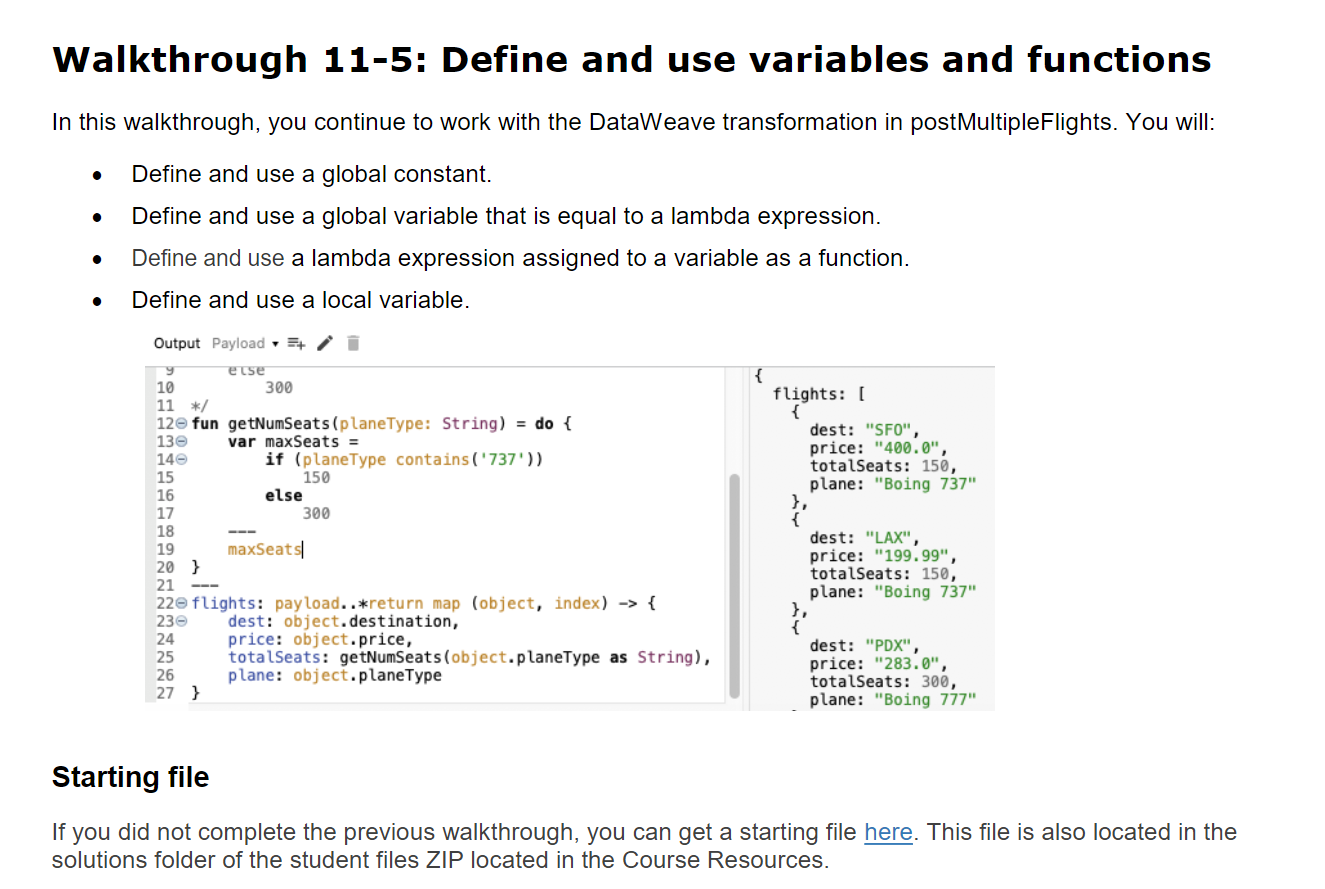 Walkthrough 11-5: Define and use variables and functions
In this walkthrough, you continue to work with the DataWeave transformation in postMultipleFlights. You will:
• Define and use a global constant.
• Define and use a global variable that is equal to a lambda expression.
• Define and use a lambda expression assigned to a variable as a function.
• Define and use a local variable.
Output Payload
9 else
10 300
11 */
12 fun getNumSeats(planeType: String) = do {
13 var maxSeats =
14 if (planeType contains('737'))
15 150
16 else
17 300
18 ---
19 maxSeats
20 }
21 ---
22 flights: payload..*return map (object, index) -> {
23 dest: object.destination,
24 price: object.price,
25 totalSeats: getNumSeats(object.planeType as String),
26 plane: object.planeType
27 }
{
flights: [
{
dest: "SFO",
price: "400.0",
totalSeats: 150,
plane: "Boing 737"
},
{
dest: "LAX",
price: "199.99",
totalSeats: 150,
plane: "Boing 737"
},
{
dest: "PDX",
price: "283.0",
totalSeats: 300,
plane: "Boing 777"
Starting file
If you did not complete the previous walkthrough, you can get a starting file here. This file is also located in the
solutions folder of the student files ZIP located in the Course Resources.